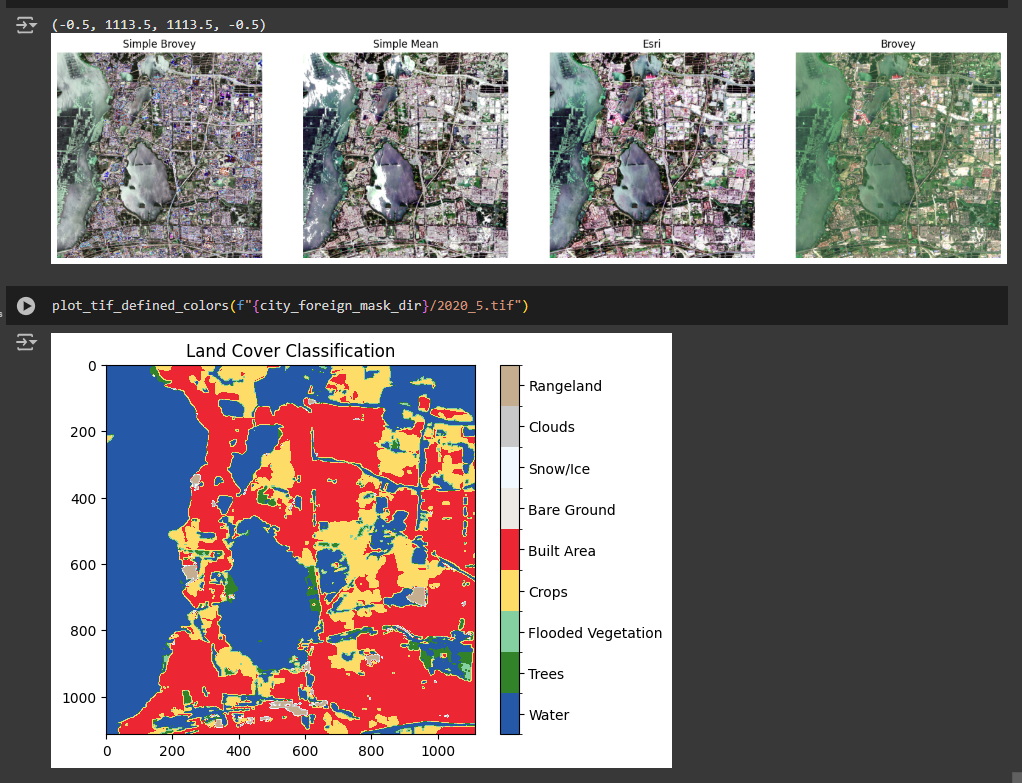 (-0.5, 1113.5, 1113.5, -0.5)
Simple Brovey Simple Mean Esri Brovey
plot_tif_defined_colors(f"{city_foreign_mask_dir}/2020_5.tif")
Land Cover Classification
0
200
400
600
800
1000
0 200 400 600 800 1000
Rangeland
Clouds
Snow/Ice
Bare Ground
Built Area
Crops
Flooded Vegetation
Trees
Water